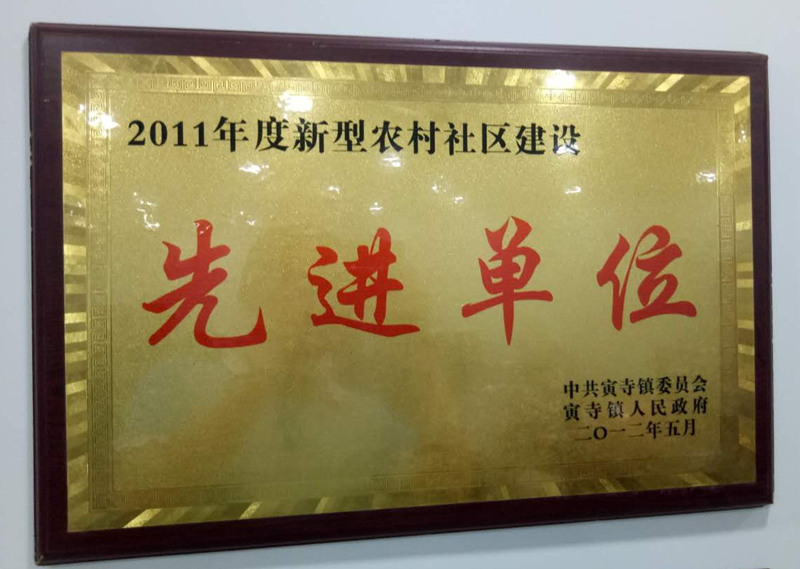 2011年度新型农村社区建设
先进单位
中共寅寺镇委员会
寅寺镇人民政府
二〇一二年五月